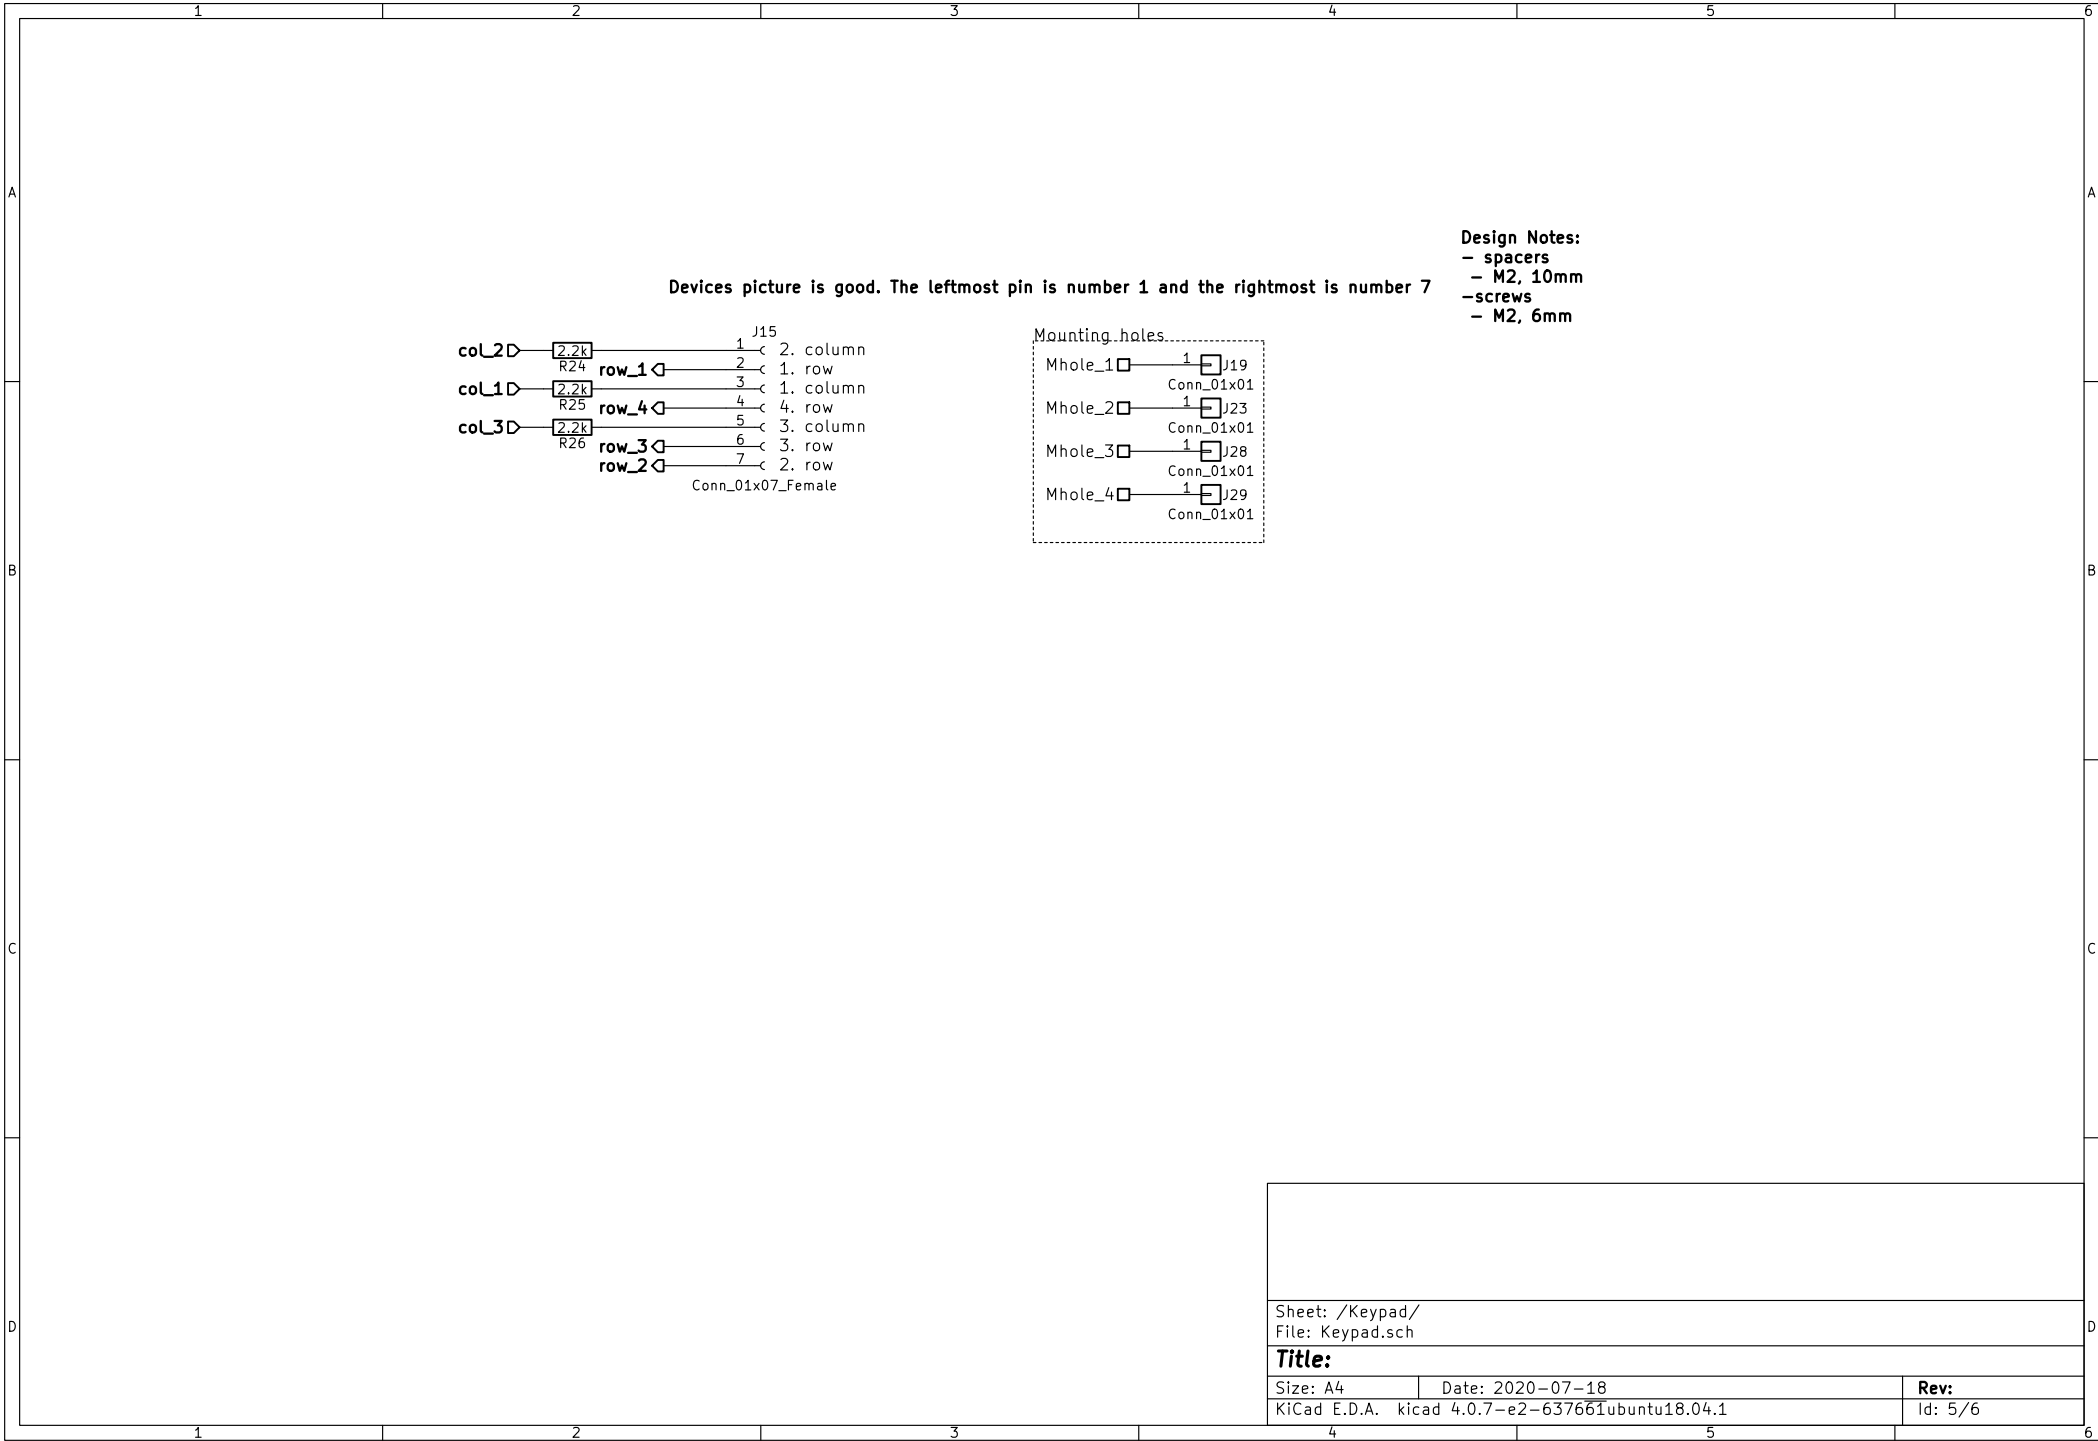 1 2 3 4 5 6
A A
Design Notes:
- spacers
- M2, 10mm
-screws
- M2, 6mm
Devices picture is good. The leftmost pin is number 1 and the rightmost is number 7
J15
col_2 2.2k 1 2. column
R24 row_1 2 1. row
col_1 2.2k 3 1. column
R25 row_4 4 4. row
col_3 2.2k 5 3. column
R26 row_3 6 3. row
row_2 7 2. row
Conn_01x07_Female
Mounting holes
Mhole_1 1 J19
Conn_01x01
Mhole_2 1 J23
Conn_01x01
Mhole_3 1 J28
Conn_01x01
Mhole_4 1 J29
Conn_01x01
B B
C C
D D
Sheet: /Keypad/
File: Keypad.sch
Title:
Size: A4 Date: 2020-07-18 Rev:
KiCad E.D.A. kicad 4.0.7-e2-637661ubuntu18.04.1 Id: 5/6
1 2 3 4 5 6